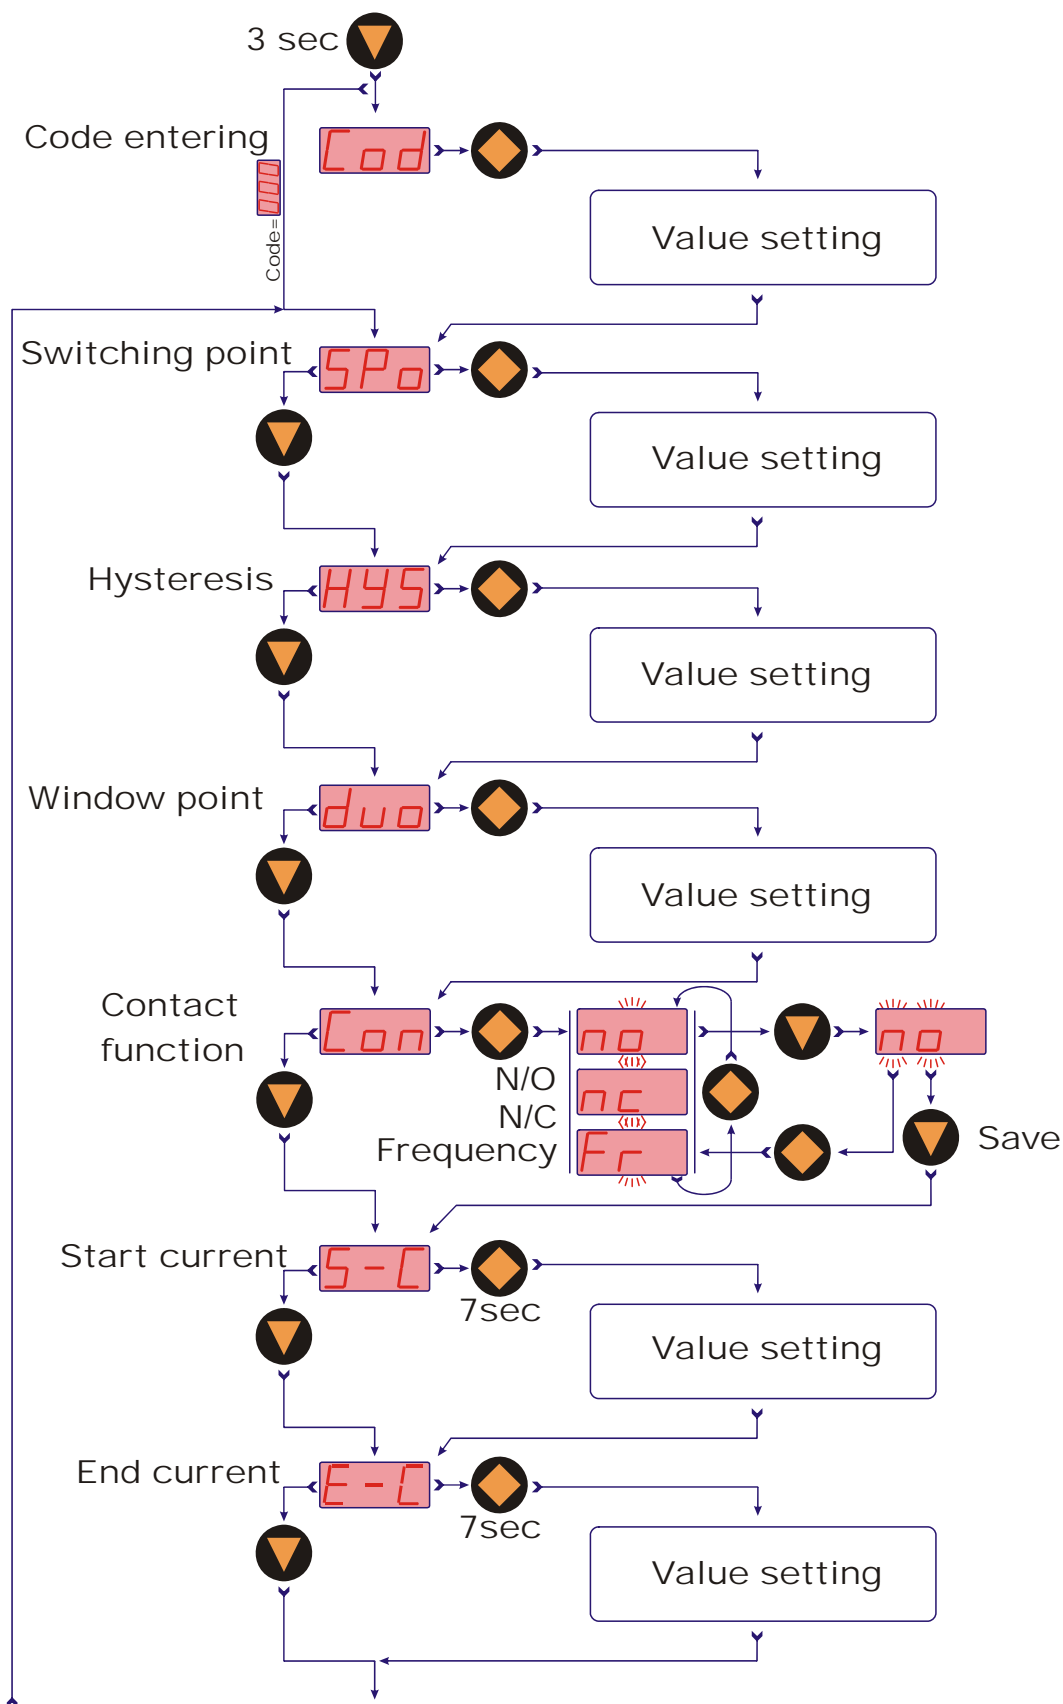 3 sec
Code entering
Cod
Code=000
Value setting
Switching point
SPo
Value setting
Hysteresis
HYS
Value setting
Window point
duo
Value setting
Contact
function
Con
no
no
N/O
nc
N/C
Frequency
Fr
Save
Start current
S-C
7sec
Value setting
End current
E-C
7sec
Value setting